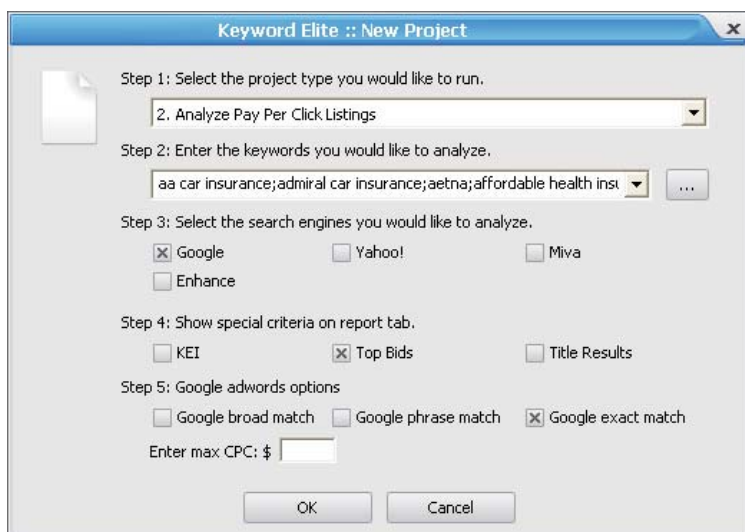 Keyword Elite :: New Project
Step 1: Select the project type you would like to run.
2. Analyze Pay Per Click Listings
Step 2: Enter the keywords you would like to analyze.
aa car insurance;admiral car insurance;aetna;affordable health insu
...
Step 3: Select the search engines you would like to analyze.
Google Yahoo! Miva
Enhance
Step 4: Show special criteria on report tab.
KEI Top Bids Title Results
Step 5: Google adwords options
Google broad match Google phrase match Google exact match
Enter max CPC: $
OK Cancel